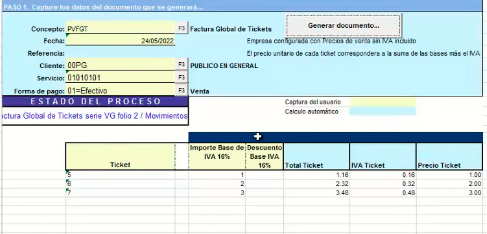 PASO 1. Capture los datos del documento que se generará...
Concepto: PVFGT F3 Factura Global de Tickets Generar documento...
Fecha: 24/05/2022 Empresa configurada con Precios de venta sin IVA incluido
Referencia: El precio unitario de cada ticket correspondera a la suma de las bases más el IVA
Cliente: 00PG F3 PUBLICO EN GENERAL
Servicio: 01010101 F3
Forma de pago: 01=Efectivo F3 Venta
ESTADO DEL PROCESO Captura del usuario
Calculo automático
ctura Global de Tickets serie VG folio 2 / Movimientos
Ticket Importe Base de IVA 16% Descuento Base IVA 16% Total Ticket IVA Ticket Precio Ticket
5 1 1.16 0.16 1.00
6 2 2.32 0.32 2.00
7 3 3.48 0.48 3.00